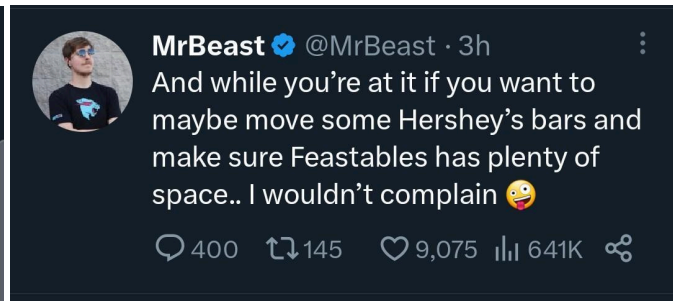 MrBeast @MrBeast · 3h
And while you’re at it if you want to
maybe move some Hershey’s bars and
make sure Feastables has plenty of
space.. I wouldn’t complain 🤪
400 145 9,075 641K